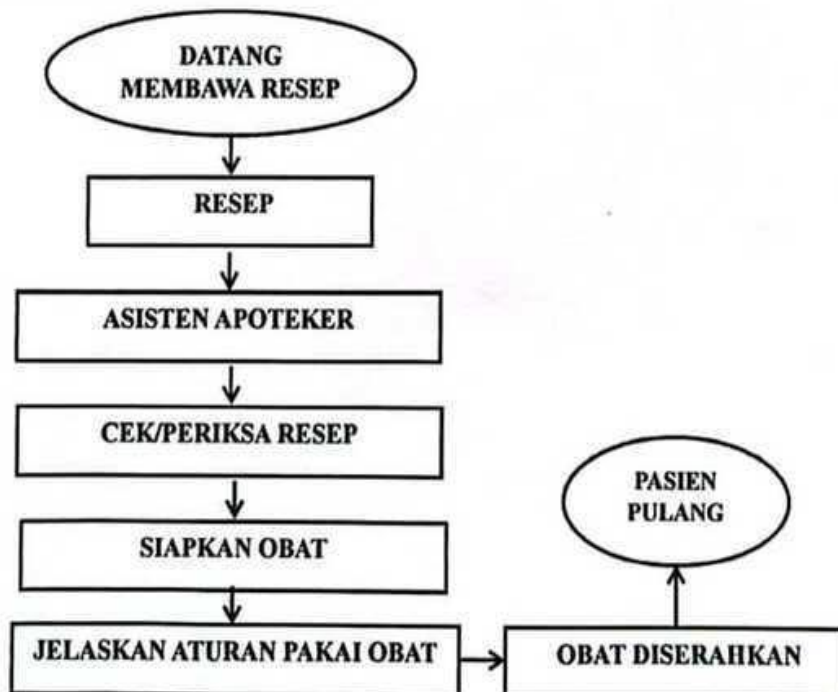 DATANG
MEMBAWA RESEP
RESEP
ASISTEN APOTEKER
CEK/PERIKSA RESEP
SIAPKAN OBAT
JELASKAN ATURAN PAKAI OBAT
OBAT DISERAHKAN
PASIEN
PULANG